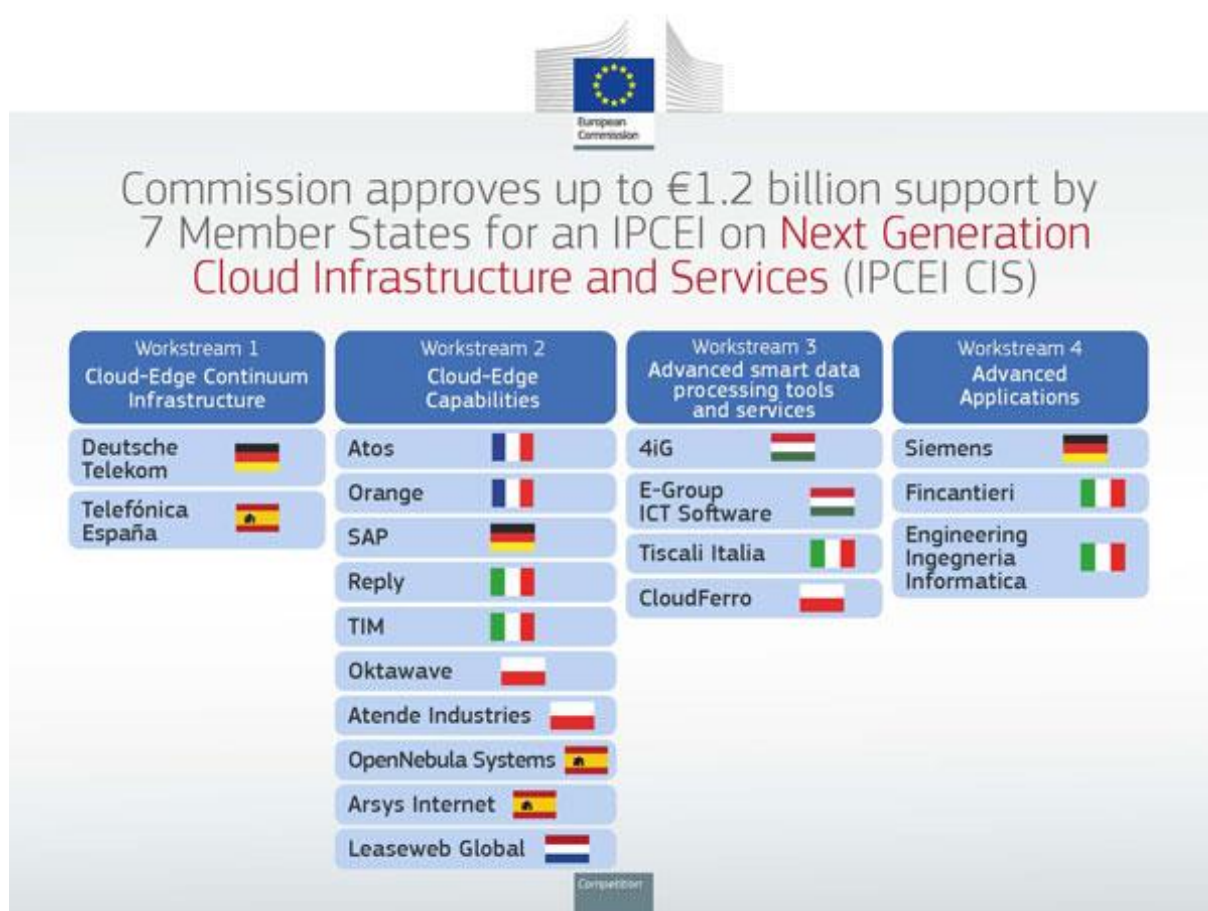 European
Commission
Commission approves up to €1.2 billion support by
7 Member States for an IPCEI on Next Generation
Cloud Infrastructure and Services (IPCEI CIS)
Workstream 1
Cloud-Edge Continuum
Infrastructure
Deutsche
Telekom
Telefónica
España
Workstream 2
Cloud-Edge
Capabilities
Atos
Orange
SAP
Reply
TIM
Oktawave
Atende Industries
OpenNebula Systems
Arsys Internet
Leaseweb Global
Workstream 3
Advanced smart data
processing tools
and services
4iG
E-Group
ICT Software
Tiscali Italia
CloudFerro
Workstream 4
Advanced
Applications
Siemens
Fincantieri
Engineering
Ingegneria
Informatica
Competition